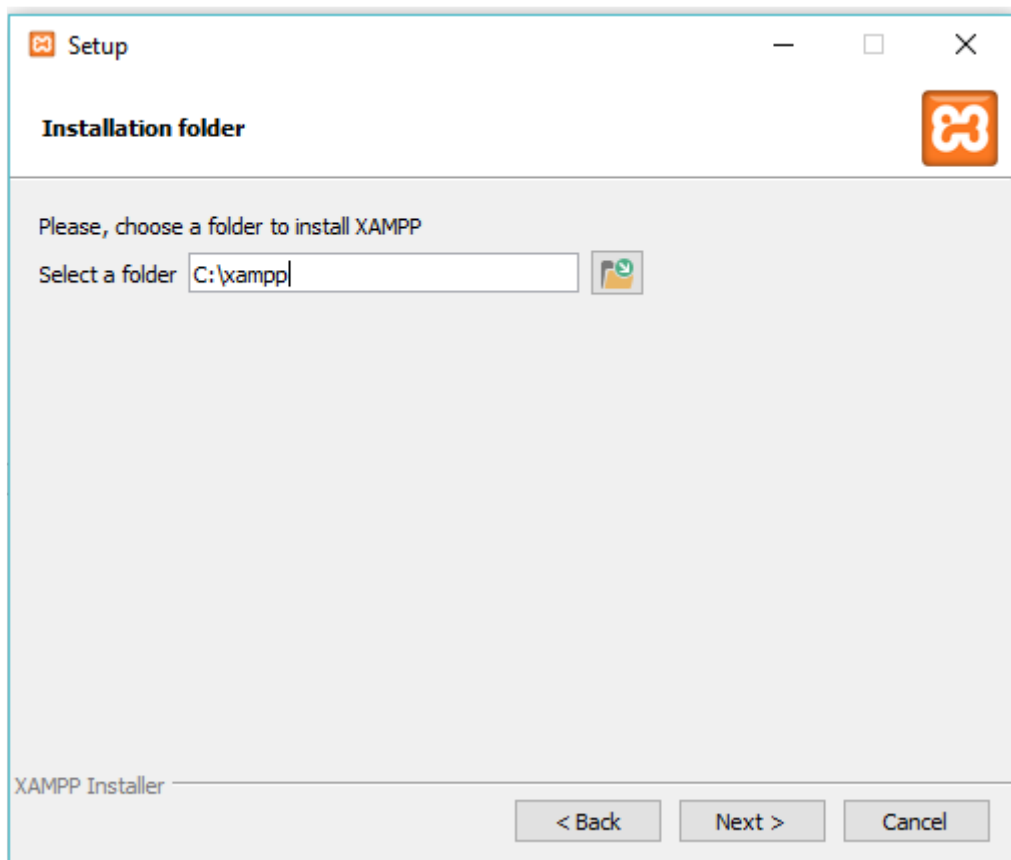 Setup
Installation folder
Please, choose a folder to install XAMPP
Select a folder C:\xampp
XAMPP Installer
< Back Next > Cancel